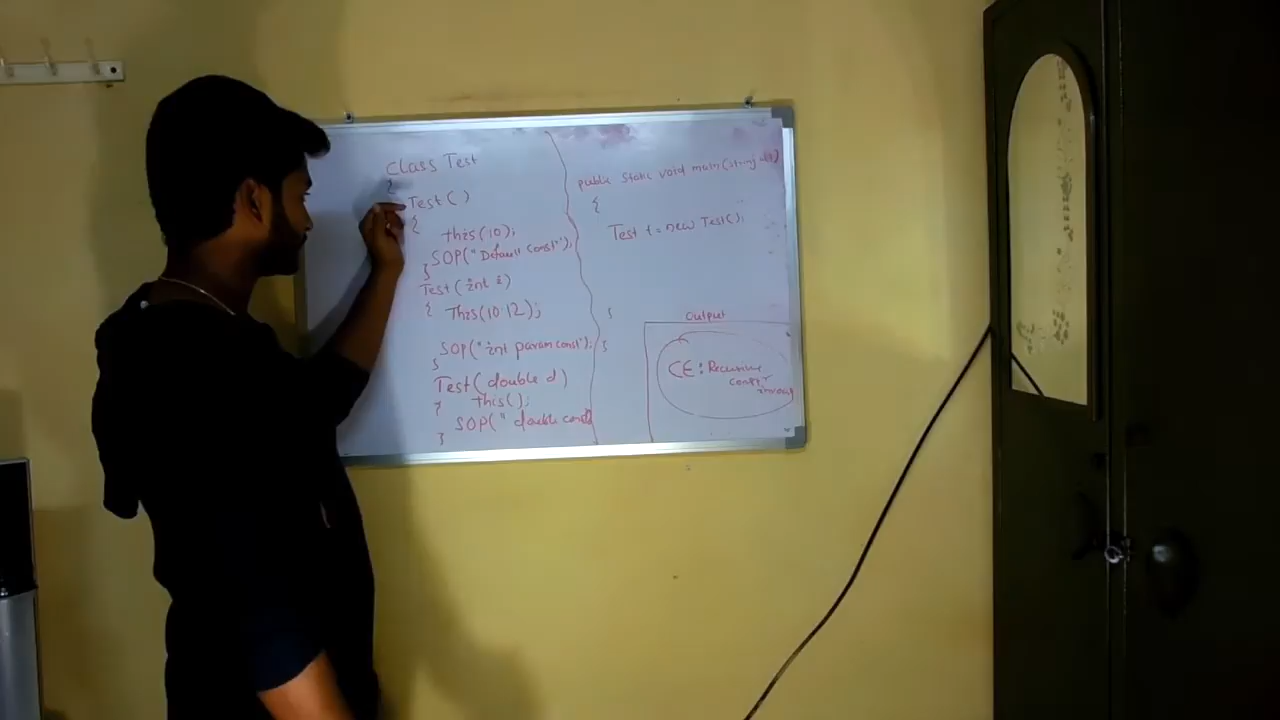 Class Test
{
Test ( )
{
this(10);
SOP("Default const");
}
Test(int i)
{ This(10.12);
SOP("int param const");
}
Test(double d)
{ this();
SOP(" double const
}
public static void main(string
{
Test t = new Test();
}
}
output
CE: Recursive
const